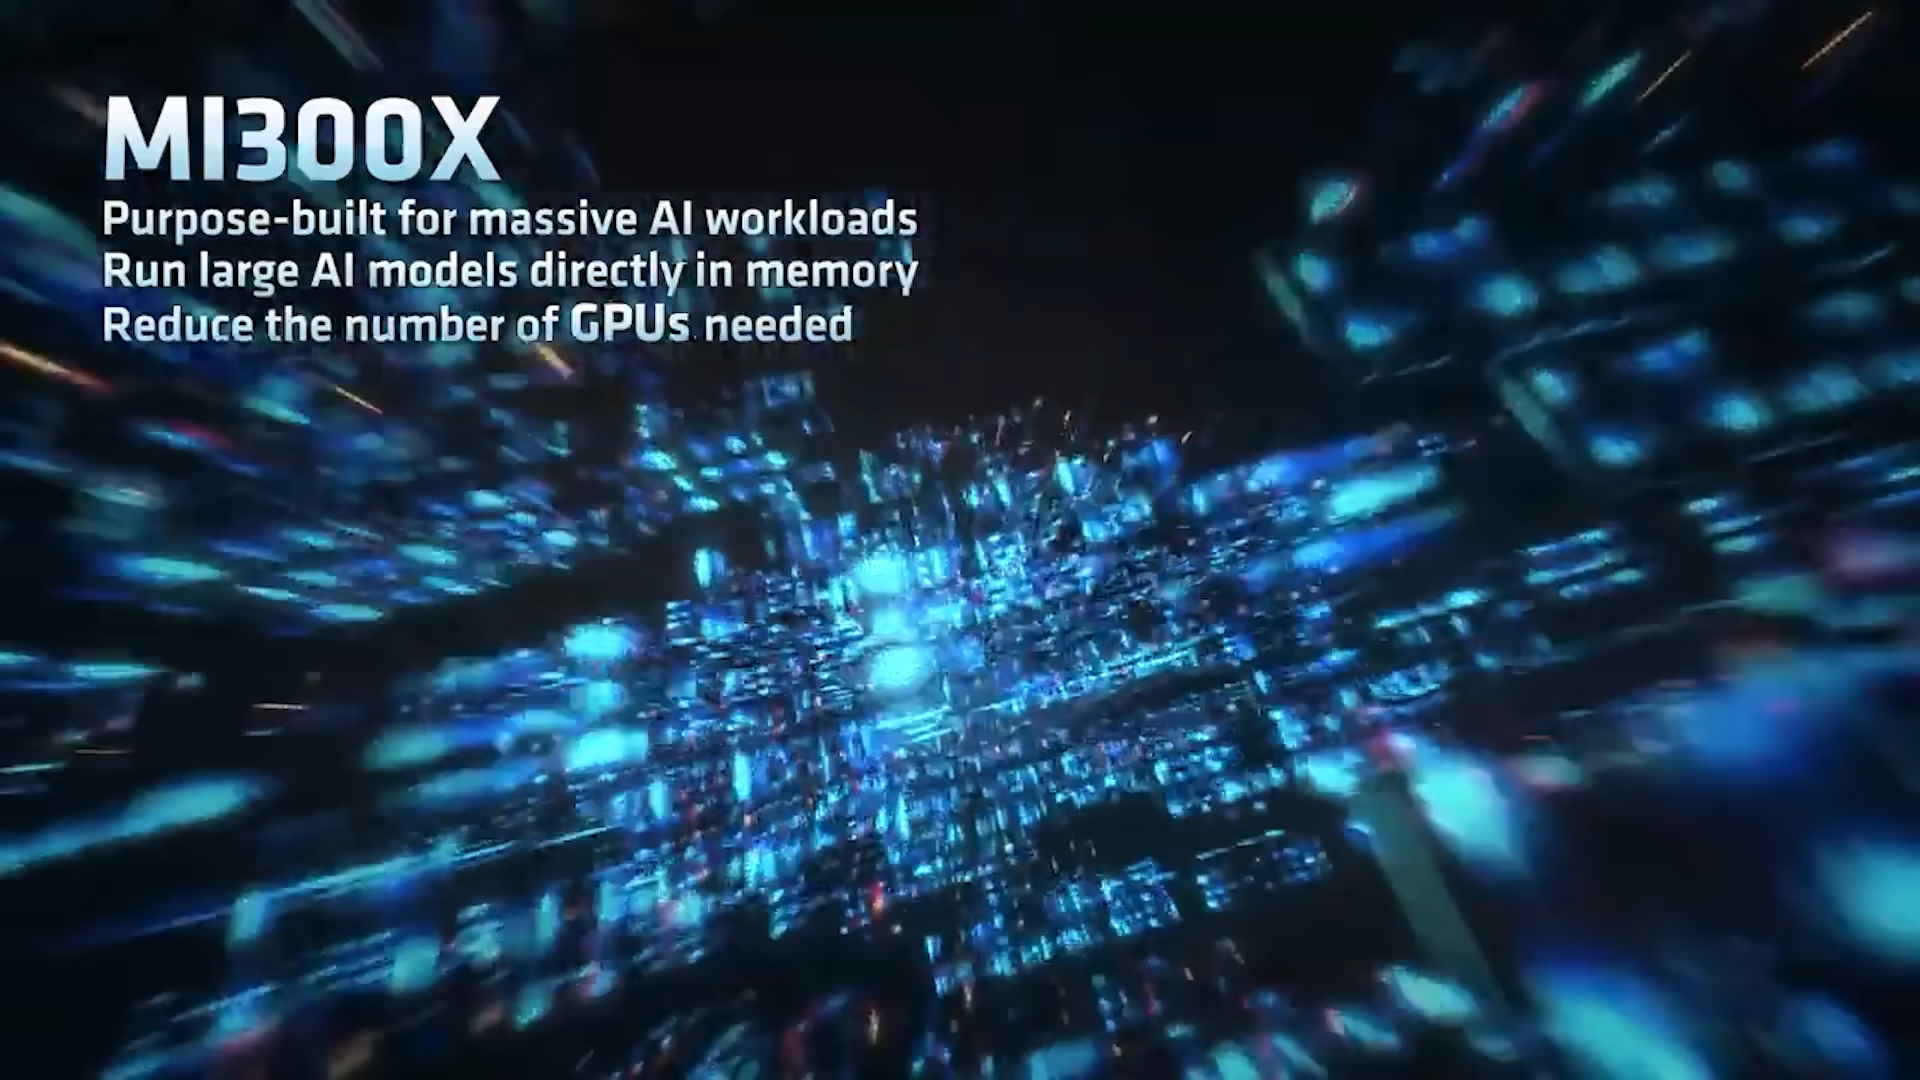 MI300X
Purpose-built for massive AI workloads
Run large AI models directly in memory
Reduce the number of GPUs needed